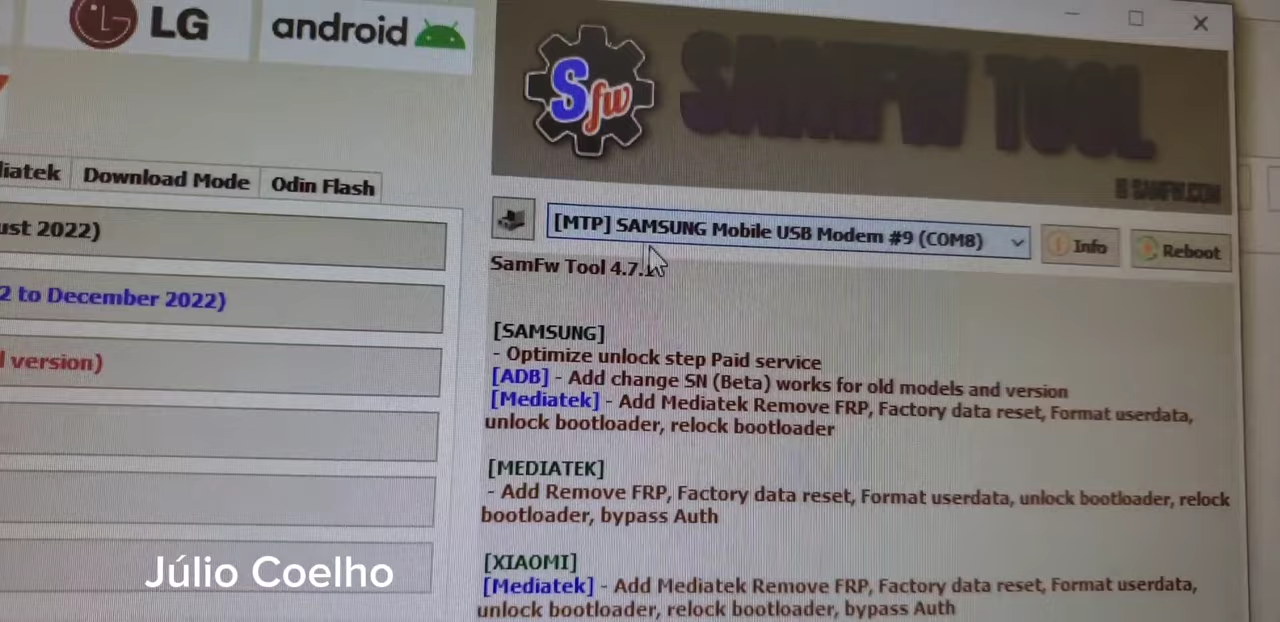 LG
android
Sfw
SAMFW TOOL
SAMFW.COM
iatek
Download Mode
Odin Flash
ust 2022)
2 to December 2022)
version)
[MTP] SAMSUNG Mobile USB Modem #9 (COM8)
Info
Reboot
SamFw Tool 4.7.
[SAMSUNG]
- Optimize unlock step Paid service
[ADB] - Add change SN (Beta) works for old models and version
[Mediatek] - Add Mediatek Remove FRP, Factory data reset, Format userdata,
unlock bootloader, relock bootloader
[MEDIATEK]
- Add Remove FRP, Factory data reset, Format userdata, unlock bootloader, relock
bootloader, bypass Auth
[XIAOMI]
[Mediatek] - Add Mediatek Remove FRP, Factory data reset, Format userdata,
unlock bootloader, relock bootloader, bypass Auth
Júlio Coelho